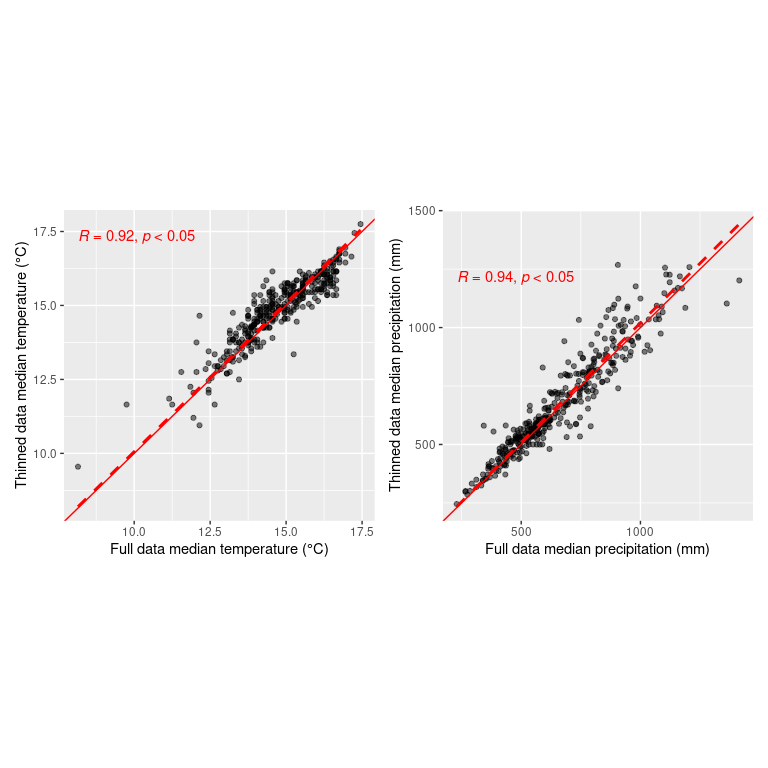 R = 0.92, p < 0.05
17.5
15.0
12.5
10.0
10.0 12.5 15.0 17.5
Full data median temperature (°C)
Thinned data median temperature (°C)
R = 0.94, p < 0.05
1500
1000
500
500 1000
Full data median precipitation (mm)
Thinned data median precipitation (mm)